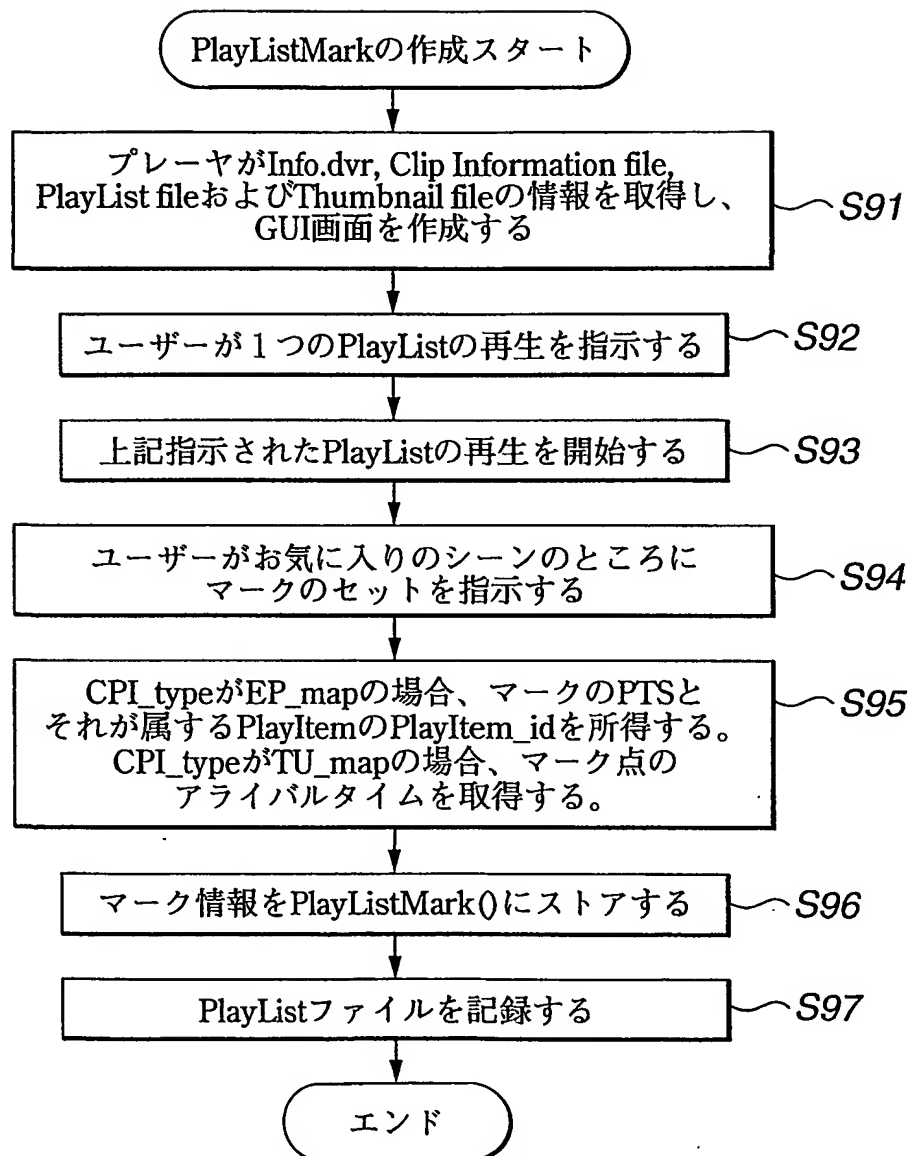 PlayListMarkの作成スタート
プレーヤがInfo.dvr, Clip Information file,
PlayList fileおよびThumbnail fileの情報を取得し、
GUI画面を作成する
S91
ユーザーが１つのPlayListの再生を指示する
S92
上記指示されたPlayListの再生を開始する
S93
ユーザーがお気に入りのシーンのところに
マークのセットを指示する
S94
CPI_typeがEP_mapの場合、マークのPTSと
それが属するPlayItemのPlayItem_idを所得する。
CPI_typeがTU_mapの場合、マーク点の
アライバルタイムを取得する。
S95
マーク情報をPlayListMark()にストアする
S96
PlayListファイルを記録する
S97
エンド